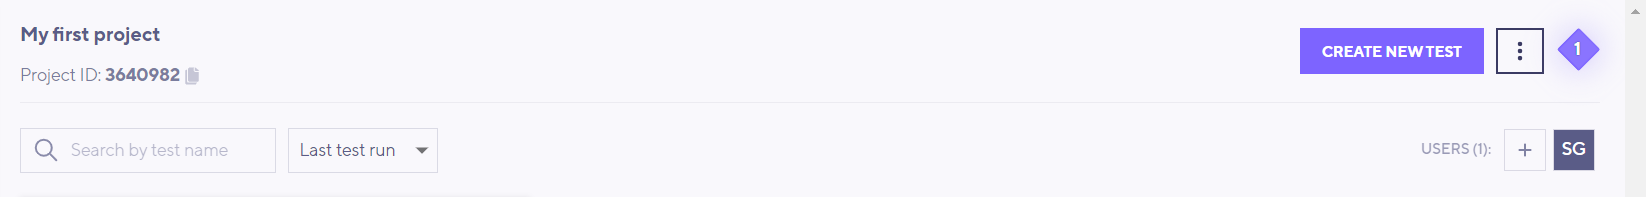 My first project
CREATE NEW TEST
1
Project ID: 3640982
Search by test name
Last test run
USERS (1):
+
SG